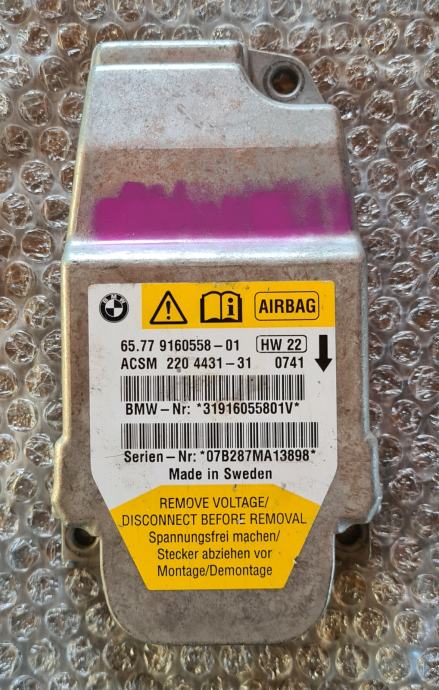 BMW
AIRBAG
65.77 9160558-01 HW 22
ACSM 220 4431-31 0741
BMW-Nr: *31916055801V*
Serien-Nr: *07B287MA13898*
Made in Sweden
REMOVE VOLTAGE/
DISCONNECT BEFORE REMOVAL
Spannungsfrei machen/
Stecker abziehen vor
Montage/Demontage